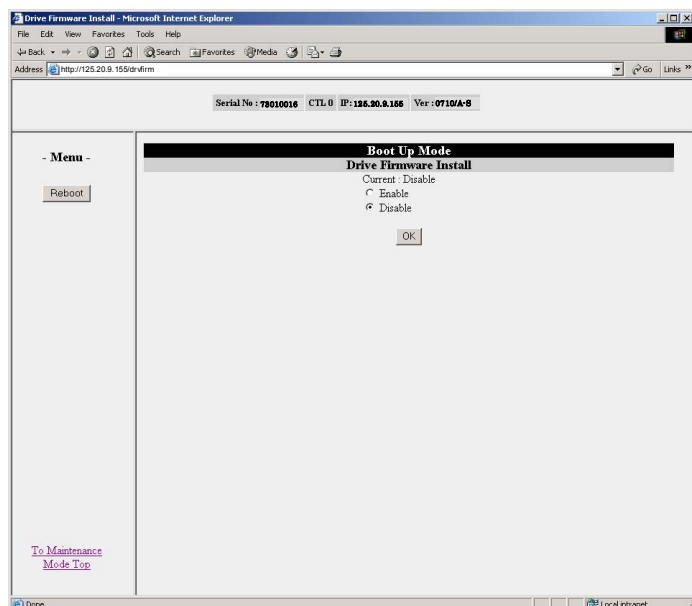 Drive Firmware Install - Microsoft Internet Explorer
File Edit View Favorites Tools Help
Back Search Favorites Media
Address http://125.20.9.155/drvfirm Go Links »
Serial No : 73010016 CTL 0 IP : 125.20.9.155 Ver : 0710/A-S
- Menu -
Reboot
Boot Up Mode
Drive Firmware Install
Current : Disable
Enable
Disable
OK
To Maintenance
Mode Top
Done Local intranet